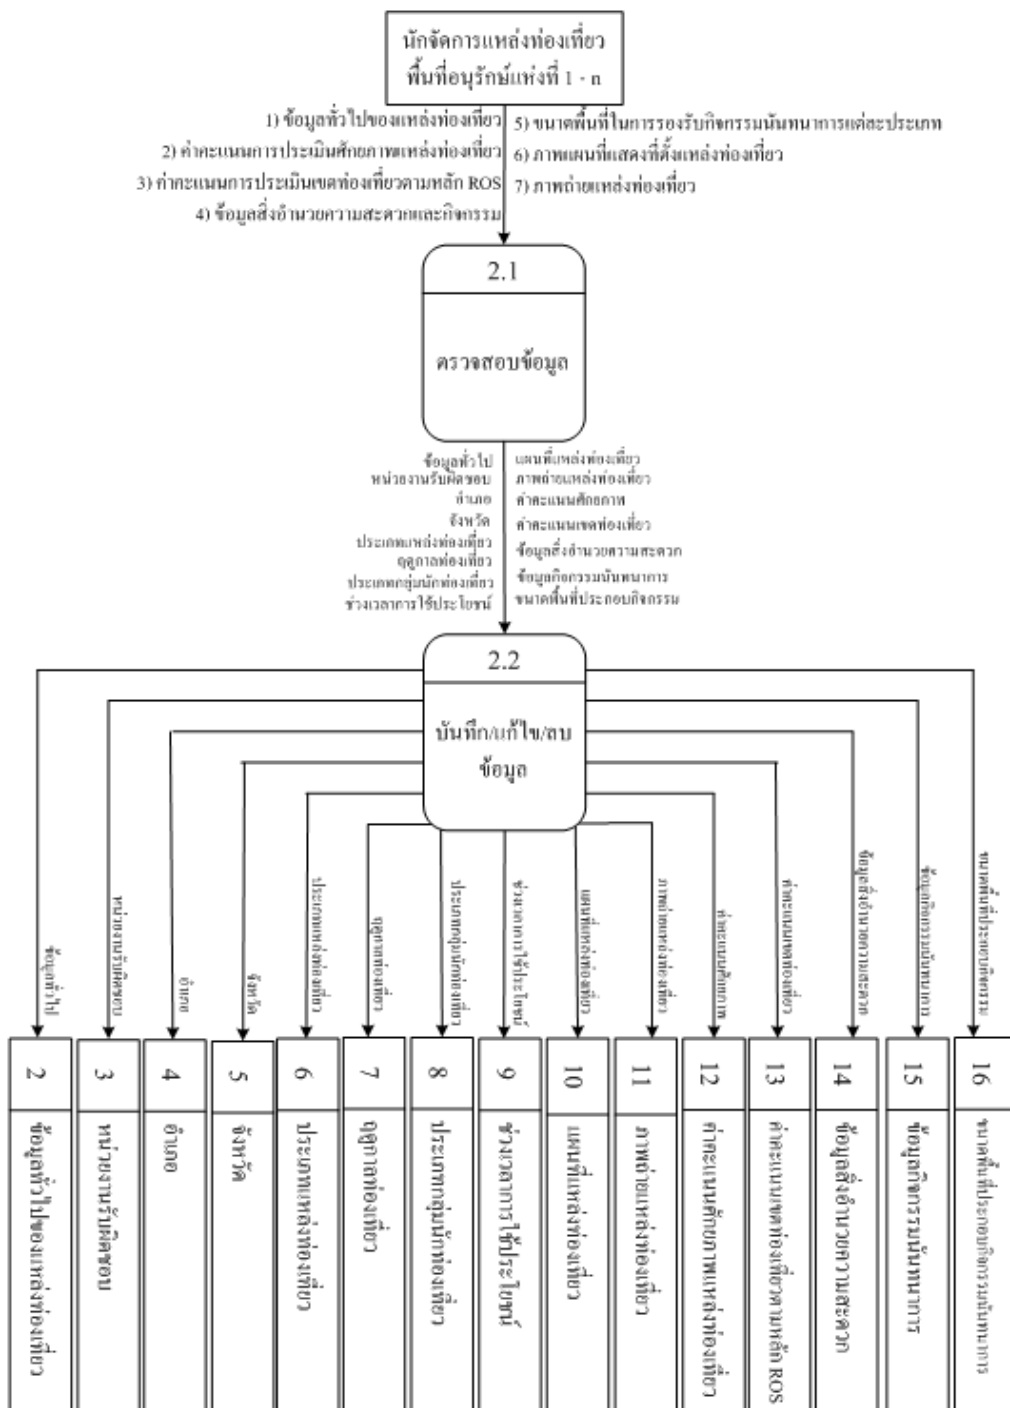 นักจัดการแหล่งท่องเที่ยว
พื้นที่อนุรักษ์แห่งที่ 1 - n
1) ข้อมูลทั่วไปของแหล่งท่องเที่ยว
2) ค่าคะแนนการประเมินศักยภาพแหล่งท่องเที่ยว
3) ค่าคะแนนการประเมินเขตท่องเที่ยวตามหลัก ROS
4) ข้อมูลสิ่งอำนวยความสะดวกและกิจกรรม
5) ขนาดพื้นที่ในการรองรับกิจกรรมนันทนาการแต่ละประเภท
6) ภาพแผนที่แสดงที่ตั้งแหล่งท่องเที่ยว
7) ภาพถ่ายแหล่งท่องเที่ยว
2.1
ตรวจสอบข้อมูล
ข้อมูลทั่วไป
หน่วยงานรับผิดชอบ
อำเภอ
จังหวัด
ประเภทแหล่งท่องเที่ยว
ฤดูกาลท่องเที่ยว
ประเภทกลุ่มนักท่องเที่ยว
ช่วงเวลาการใช้ประโยชน์
แผนที่แหล่งท่องเที่ยว
ภาพถ่ายแหล่งท่องเที่ยว
ค่าคะแนนศักยภาพ
ค่าคะแนนเขตท่องเที่ยว
ข้อมูลสิ่งอำนวยความสะดวก
ข้อมูลกิจกรรมนันทนาการ
ขนาดพื้นที่ประกอบกิจกรรม
2.2
บันทึก/แก้ไข/ลบ
ข้อมูล
ข้อมูลทั่วไป
หน่วยงานรับผิดชอบ
อำเภอ
จังหวัด
ประเภทแหล่งท่องเที่ยว
ฤดูกาลท่องเที่ยว
ประเภทกลุ่มนักท่องเที่ยว
ช่วงเวลาการใช้ประโยชน์
แผนที่แหล่งท่องเที่ยว
ภาพถ่ายแหล่งท่องเที่ยว
ค่าคะแนนศักยภาพ
ค่าคะแนนเขตท่องเที่ยว
ข้อมูลสิ่งอำนวยความสะดวก
ข้อมูลกิจกรรมนันทนาการ
ขนาดพื้นที่ประกอบกิจกรรม
2
ข้อมูลทั่วไปของแหล่งท่องเที่ยว
3
หน่วยงานรับผิดชอบ
4
อำเภอ
5
จังหวัด
6
ประเภทแหล่งท่องเที่ยว
7
ฤดูกาลท่องเที่ยว
8
ประเภทกลุ่มนักท่องเที่ยว
9
ช่วงเวลาการใช้ประโยชน์
10
แผนที่แหล่งท่องเที่ยว
11
ภาพถ่ายแหล่งท่องเที่ยว
12
ค่าคะแนนศักยภาพแหล่งท่องเที่ยว
13
ค่าคะแนนเขตท่องเที่ยวตามหลัก ROS
14
ข้อมูลสิ่งอำนวยความสะดวก
15
ข้อมูลกิจกรรมนันทนาการ
16
ขนาดพื้นที่ประกอบกิจกรรมนันทนาการ